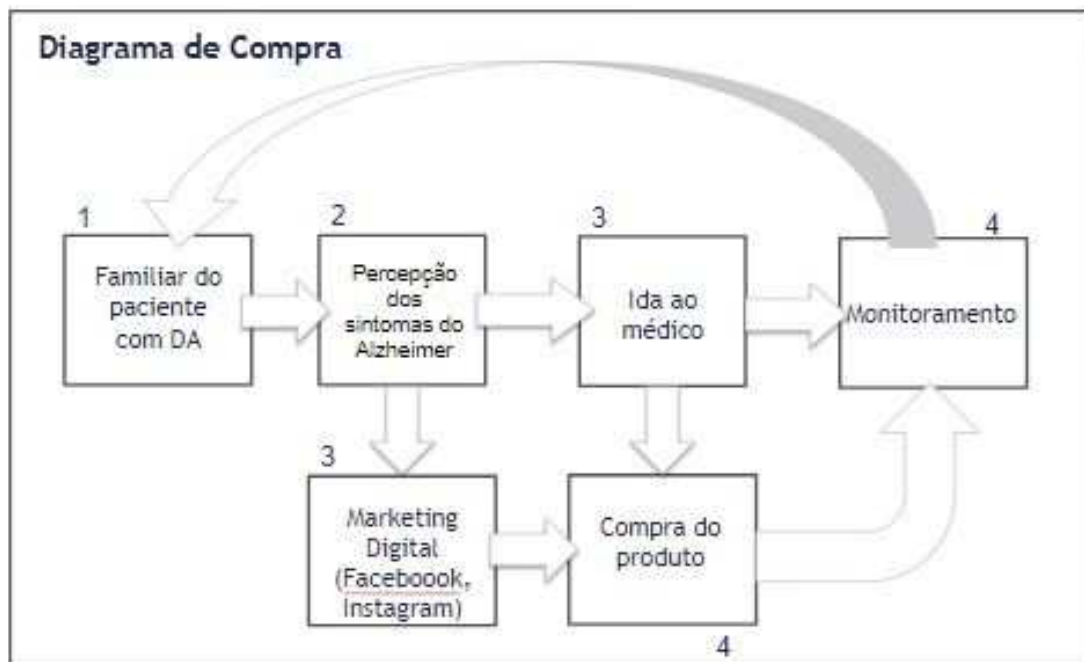 Diagrama de Compra
1
Familiar do
paciente
com DA
2
Percepção
dos
sintomas do
Alzheimer
3
Ida ao
médico
4
Monitoramento
3
Marketing
Digital
(Faceboook,
Instagram)
Compra do
produto
4